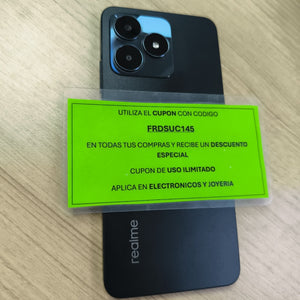 UTILIZA EL CUPON CON CODIGO
FRDSUC145
EN TODAS TUS COMPRAS Y RECIBE UN DESCUENTO
ESPECIAL
CUPON DE USO ILIMITADO
APLICA EN ELECTRONICOS Y JOYERIA
realme